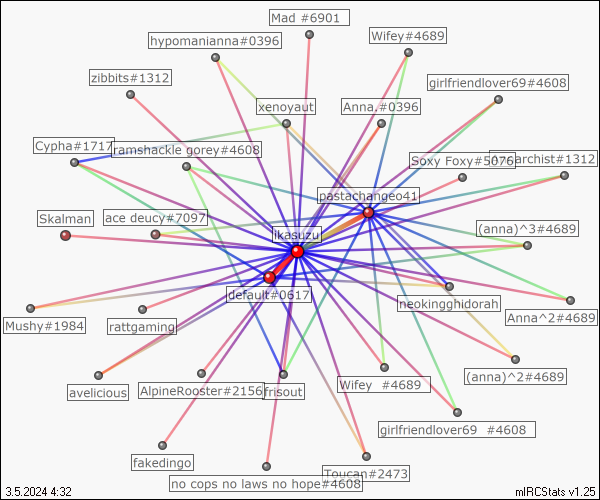 Mad #6901
Wifey#4689
hypomanianna#0396
zibbits#1312
girlfriendlover69#4608
xenoyaut
Anna.#0396
Cypha#1717
ramshackle gorey#4608
Soxy Foxy#5076
archist#1312
pastachangeo41
Skalman
ace deucy#7097
ikasuzu
(anna)^3#4689
default#0617
neokingghidorah
Anna^2#4689
Mushy#1984
rattgaming
avelicious
AlpineRooster#2156
frisout
Wifey #4689
(anna)^2#4689
girlfriendlover69 #4608
fakedingo
Toucan#2473
no cops no laws no hope#4608
3.5.2024 4:32
mIRCStats v1.25